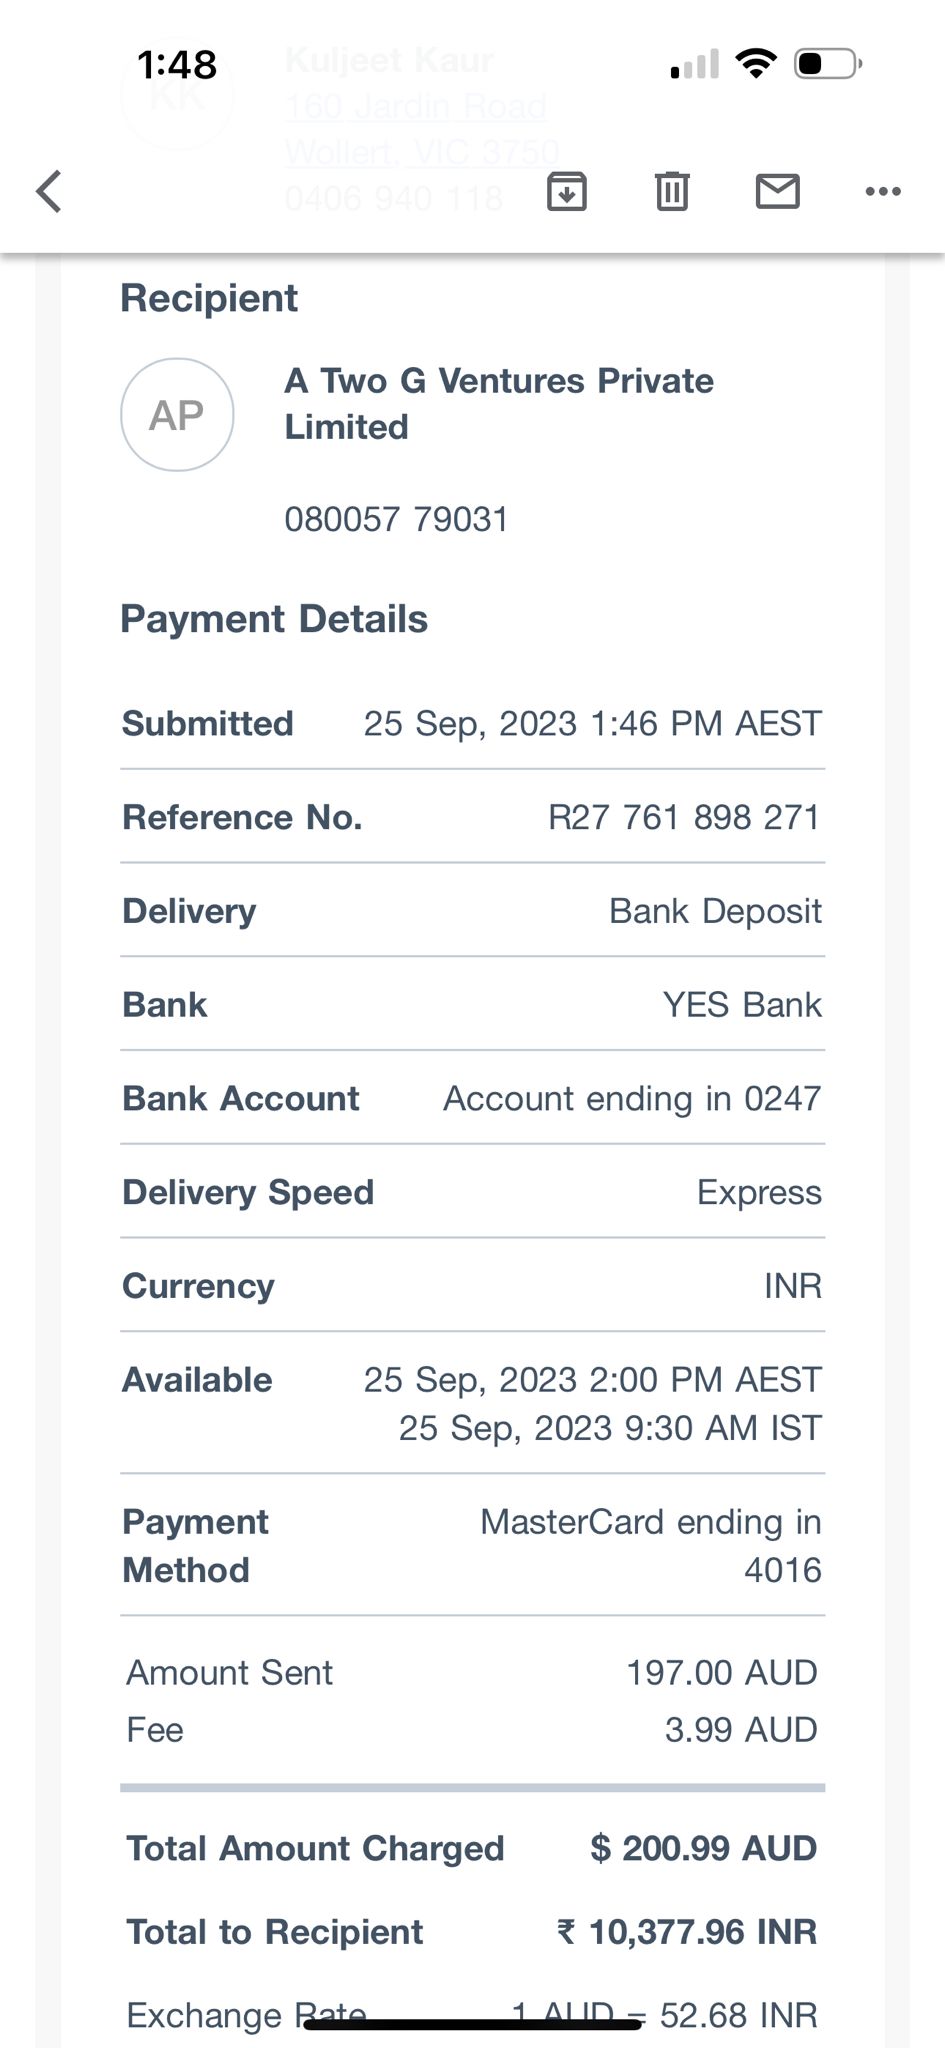 1:48
Kuljeet Kaur
KK
160 Jardin Road
Wollert, VIC 3750
0406 940 118
Recipient
AP
A Two G Ventures Private
Limited
080057 79031
Payment Details
Submitted 25 Sep, 2023 1:46 PM AEST
Reference No. R27 761 898 271
Delivery Bank Deposit
Bank YES Bank
Bank Account Account ending in 0247
Delivery Speed Express
Currency INR
Available 25 Sep, 2023 2:00 PM AEST
25 Sep, 2023 9:30 AM IST
Payment MasterCard ending in
Method 4016
Amount Sent 197.00 AUD
Fee 3.99 AUD
Total Amount Charged $ 200.99 AUD
Total to Recipient ₹ 10,377.96 INR
Exchange Rate 1 AUD = 52.68 INR